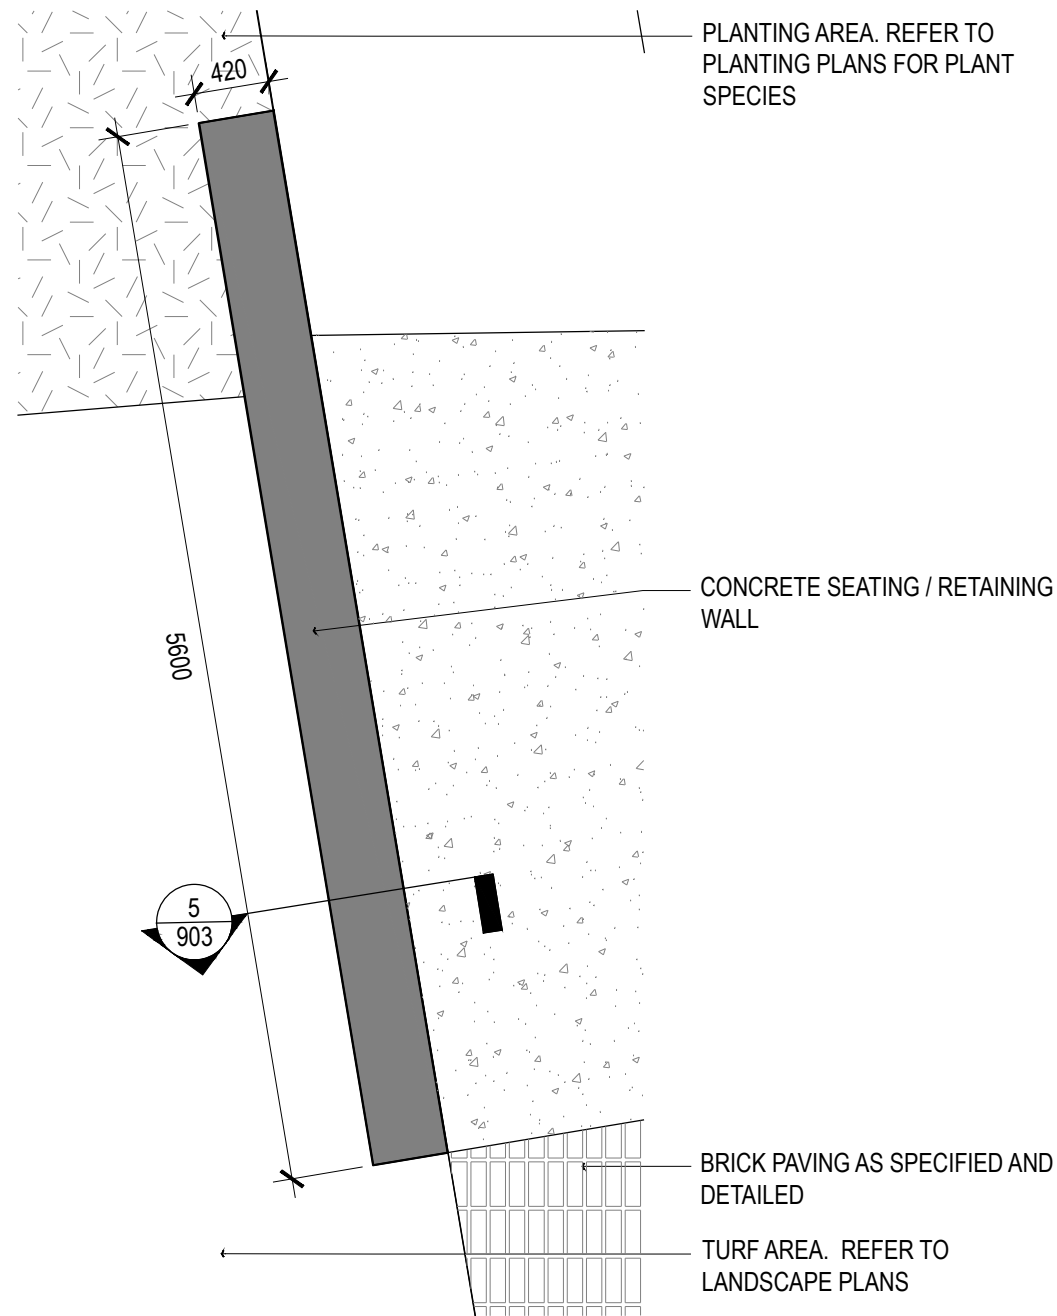 PLANTING AREA. REFER TO
PLANTING PLANS FOR PLANT
SPECIES
420
5600
CONCRETE SEATING / RETAINING
WALL
5
903
BRICK PAVING AS SPECIFIED AND
DETAILED
TURF AREA. REFER TO
LANDSCAPE PLANS